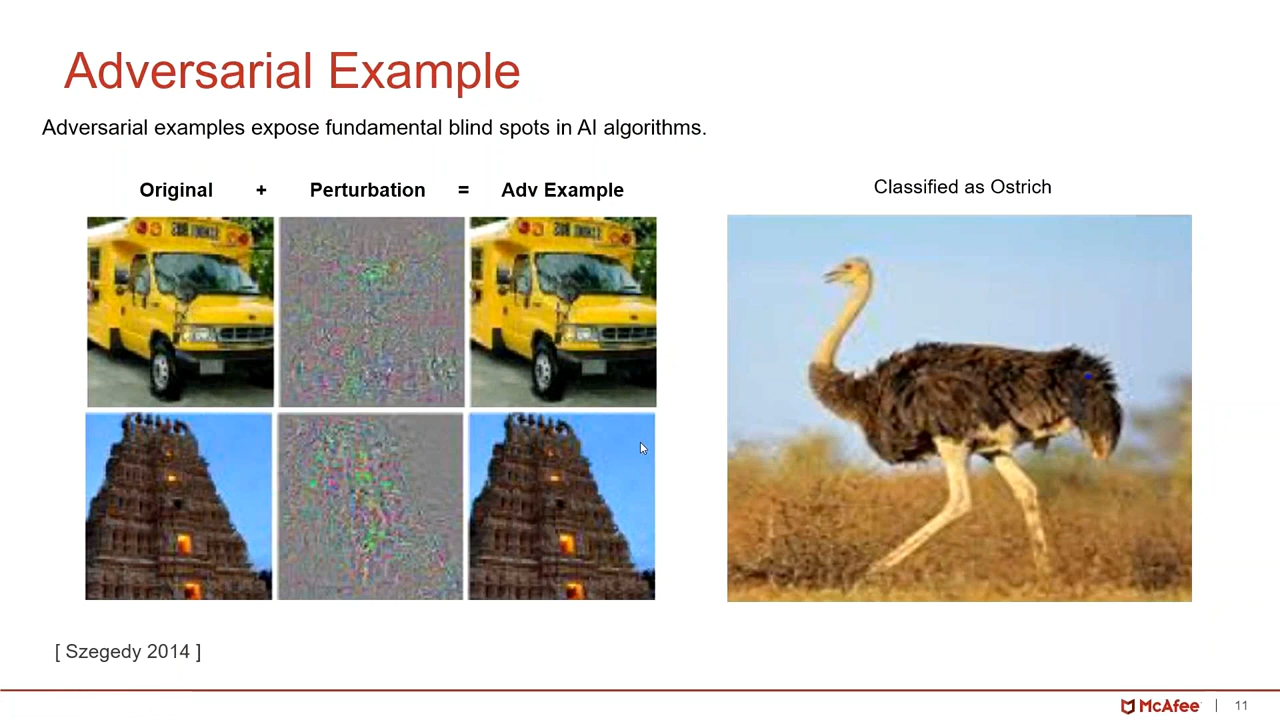 Adversarial Example
Adversarial examples expose fundamental blind spots in AI algorithms.
Original + Perturbation = Adv Example
Classified as Ostrich
[ Szegedy 2014 ]
McAfee | 11